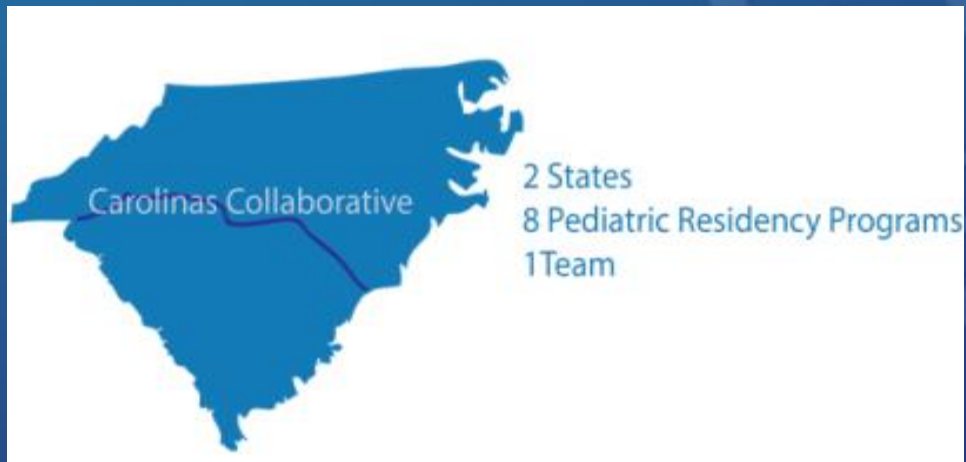 Carolinas Collaborative
2 States
8 Pediatric Residency Programs
1Team